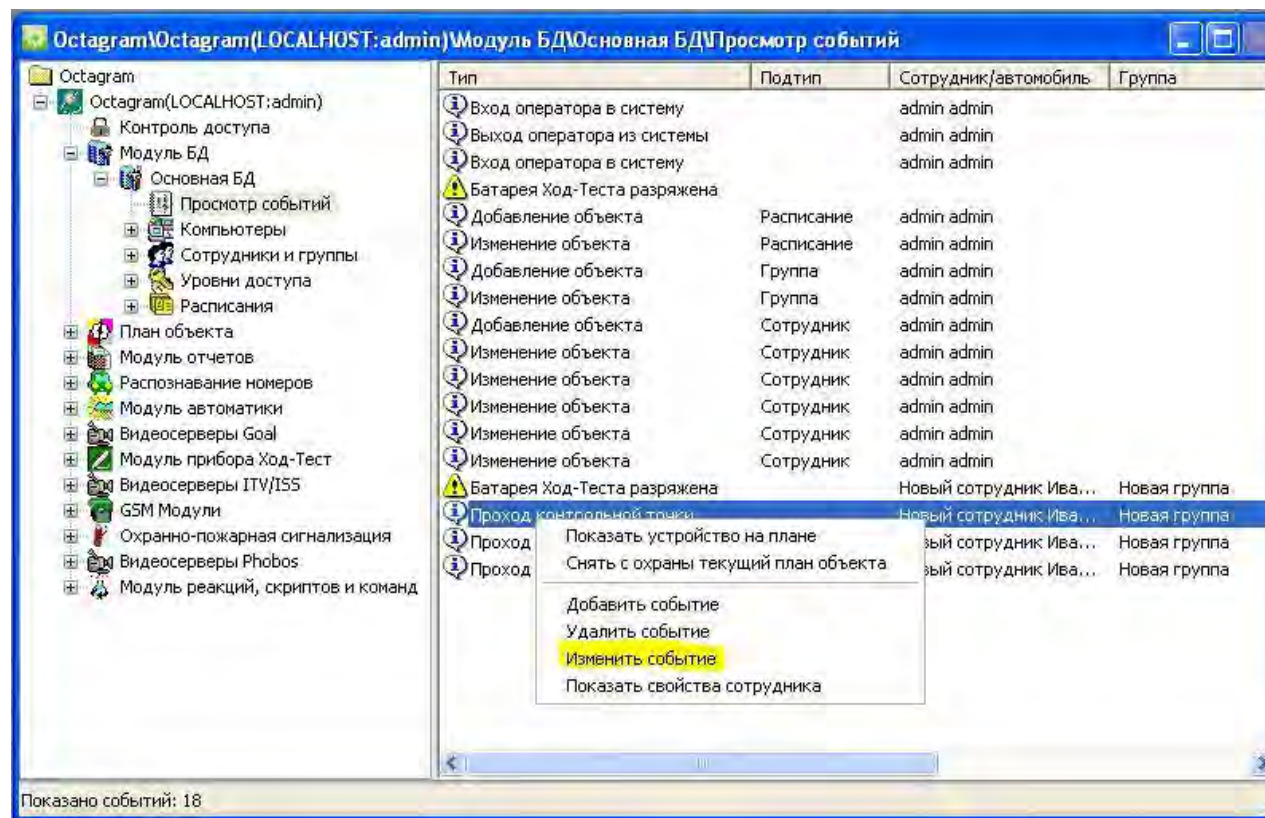 Octagram\Octagram(LOCALHOST:admin)\Модуль БД\Основная БД\Просмотр событий
Octagram
Octagram(LOCALHOST:admin)
Контроль доступа
Модуль БД
Основная БД
Просмотр событий
Компьютеры
Сотрудники и группы
Уровни доступа
Расписания
План объекта
Модуль отчетов
Распознавание номеров
Модуль автоматики
Видеосерверы Goal
Модуль прибора Ход-Тест
Видеосерверы ITV/ISS
GSM Модули
Охранно-пожарная сигнализация
Видеосерверы Phobos
Модуль реакций, скриптов и команд
Тип Подтип Сотрудник/автомобиль Группа
Вход оператора в систему admin admin
Выход оператора из системы admin admin
Вход оператора в систему admin admin
Батарея Ход-Теста разряжена
Добавление объекта Расписание admin admin
Изменение объекта Расписание admin admin
Добавление объекта Группа admin admin
Изменение объекта Группа admin admin
Добавление объекта Сотрудник admin admin
Изменение объекта Сотрудник admin admin
Изменение объекта Сотрудник admin admin
Изменение объекта Сотрудник admin admin
Изменение объекта Сотрудник admin admin
Изменение объекта Сотрудник admin admin
Батарея Ход-Теста разряжена Новый сотрудник Ива... Новая группа
Проход контрольной точки Новый сотрудник Ива... Новая группа
Проход вый сотрудник Ива... Новая группа
Проход вый сотрудник Ива... Новая группа
Показать устройство на плане
Снять с охраны текущий план объекта
Добавить событие
Удалить событие
Изменить событие
Показать свойства сотрудника
Показано событий: 18